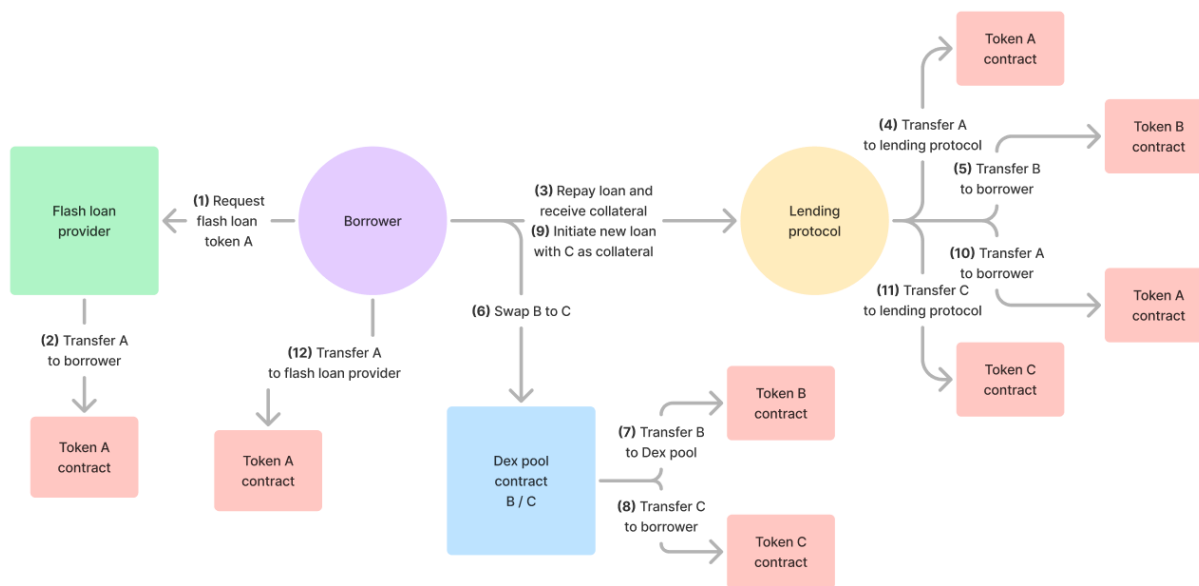 Token A
contract
(4) Transfer A
to lending protocol
Token B
contract
(5) Transfer B
to borrower
Flash loan
provider
(1) Request
flash loan
token A
Borrower
(3) Repay loan and
receive collateral
(9) Initiate new loan
with C as collateral
Lending
protocol
(10) Transfer A
to borrower
(11) Transfer C
to lending protocol
Token A
contract
(6) Swap B to C
(2) Transfer A
to borrower
(12) Transfer A
to flash loan provider
Token C
contract
Token B
contract
(7) Transfer B
to Dex pool
Token A
contract
Token A
contract
Dex pool
contract
B / C
(8) Transfer C
to borrower
Token C
contract